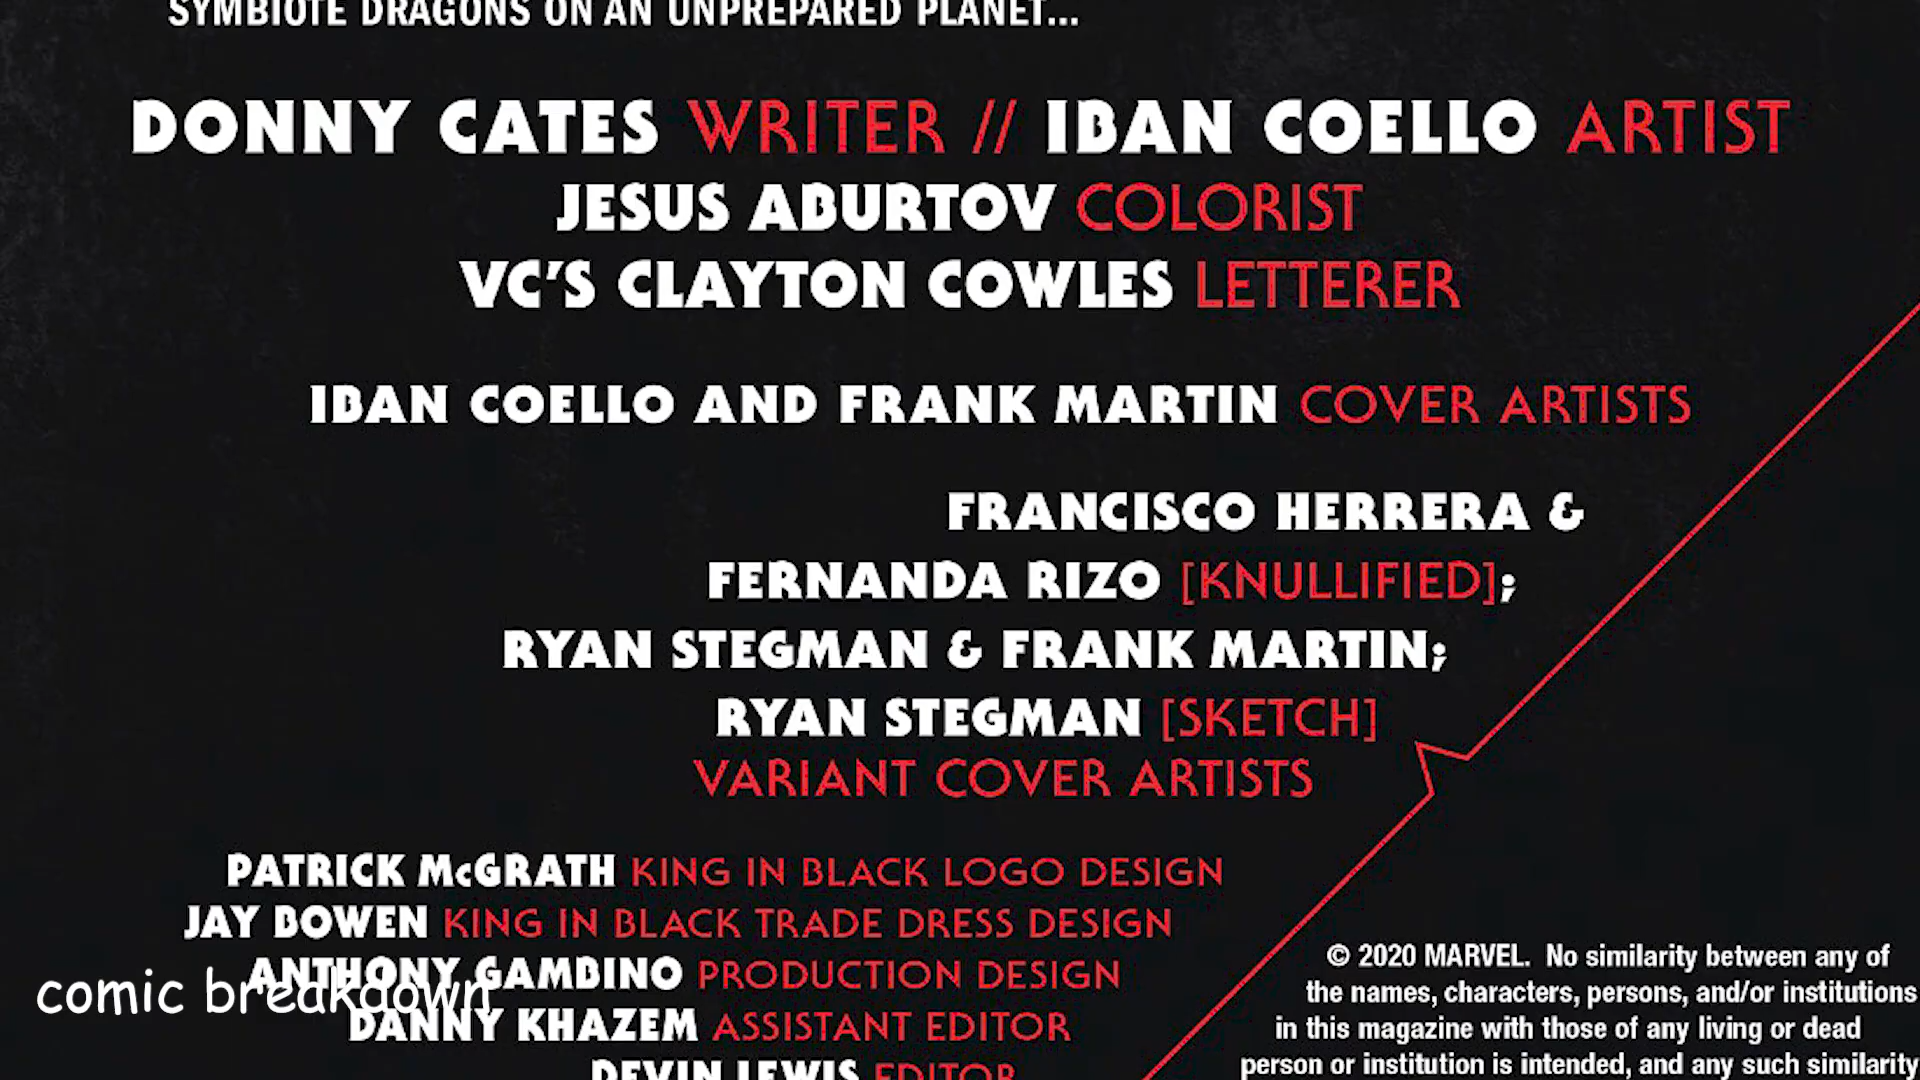 SYMBIOTE DRAGONS ON AN UNPREPARED PLANET...
DONNY CATES WRITER // IBAN COELLO ARTIST
JESUS ABURTOV COLORIST
VC'S CLAYTON COWLES LETTERER
IBAN COELLO AND FRANK MARTIN COVER ARTISTS
FRANCISCO HERRERA &
FERNANDA RIZO [KNULLIFIED];
RYAN STEGMAN & FRANK MARTIN;
RYAN STEGMAN [SKETCH]
VARIANT COVER ARTISTS
PATRICK McGRATH KING IN BLACK LOGO DESIGN
JAY BOWEN KING IN BLACK TRADE DRESS DESIGN
ANTHONY GAMBINO PRODUCTION DESIGN
comic breakdown
DANNY KHAZEM ASSISTANT EDITOR
DEVIN LEWIS EDITOR
© 2020 MARVEL. No similarity between any of
the names, characters, persons, and/or institutions
in this magazine with those of any living or dead
person or institution is intended, and any such similarity